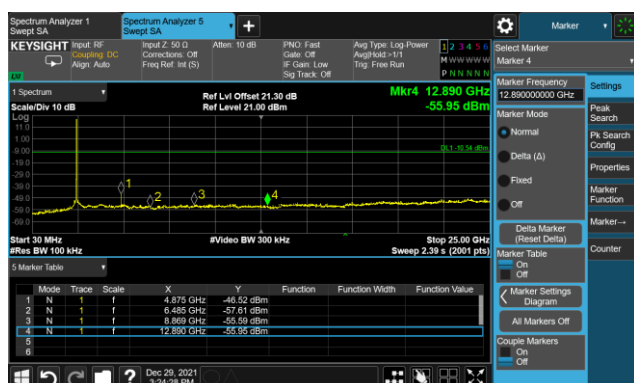 Spectrum Analyzer 1
Swept SA
Spectrum Analyzer 5
Swept SA
+
Marker
KEYSIGHT
Input: RF
Coupling: DC
Align: Auto
Input Z: 50 Ω
Corrections: Off
Freq Ref: Int (S)
Atten: 10 dB
PNO: Fast
Gate: Off
IF Gain: Low
Sig Track: Off
Avg Type: Log-Power
Avg|Hold:>1/1
Trig: Free Run
1 2 3 4 5 6
M W W W W W
P N N N N N
LXI
Select Marker
Marker 4
1 Spectrum
Scale/Div 10 dB
Ref Lvl Offset 21.30 dB
Ref Level 21.00 dBm
Mkr4 12.890 GHz
-55.95 dBm
Log
11.0
1.00
-9.00
-19.0
-29.0
-39.0
-49.0
-59.0
-69.0
DL1 -10.54 dBm
1
2
3
4
Start 30 MHz
#Res BW 100 kHz
#Video BW 300 kHz
Stop 25.00 GHz
Sweep 2.39 s (2001 pts)
5 Marker Table
Mode Trace Scale X Y Function Function Width Function Value
1 N 1 f 4.875 GHz -46.52 dBm
2 N 1 f 6.485 GHz -57.61 dBm
3 N 1 f 8.869 GHz -55.59 dBm
4 N 1 f 12.890 GHz -55.95 dBm
5
6
Marker Frequency
12.890000000 GHz
Marker Mode
Normal
Delta (Δ)
Fixed
Off
Delta Marker
(Reset Delta)
Marker Table
On
Off
Marker Settings
Diagram
All Markers Off
Couple Markers
On
Off
Settings
Peak
Search
Pk Search
Config
Properties
Marker
Function
Marker→
Counter
?
Dec 29, 2021
3:24:28 PM